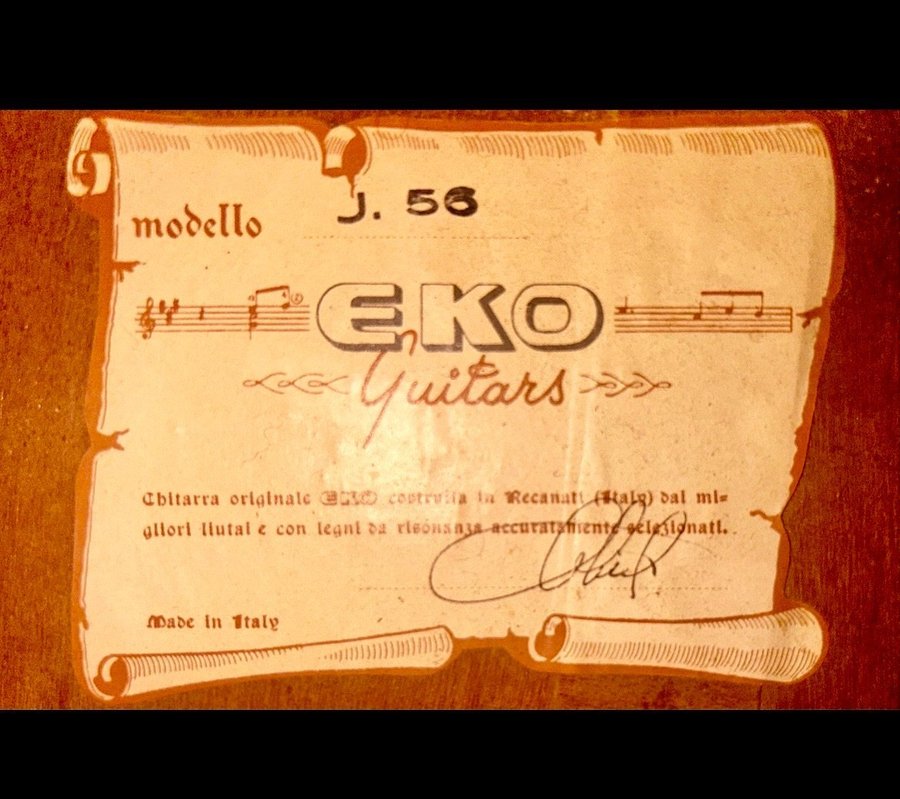 modello J. 56
EKO
Guitars
Chitarra originale EKO costruita in Recanati (Italy) dai mi=
gliori liutai e con legni da risonanza accuratamente selezionati.
Made in Italy